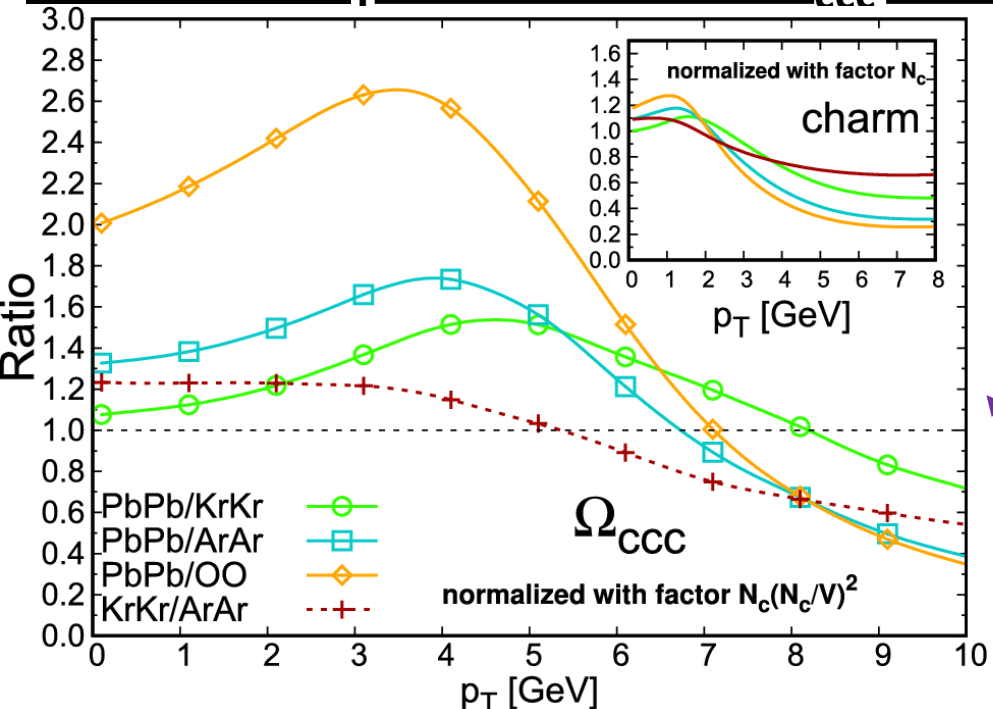 3.0
2.8
2.6
2.4
2.2
2.0
1.8
1.6
1.4
1.2
1.0
0.8
0.6
0.4
0.2
0.0
Ratio
1.6
1.4
1.2
1.0
0.8
0.6
0.4
0.2
0.0
normalized with factor N_c
charm
0 1 2 3 4 5 6 7 8
p_T [GeV]
PbPb/KrKr
PbPb/ArAr
PbPb/OO
KrKr/ArAr
Ω_ccc
normalized with factor N_c(N_c/V)^2
0 1 2 3 4 5 6 7 8 9 10
p_T [GeV]